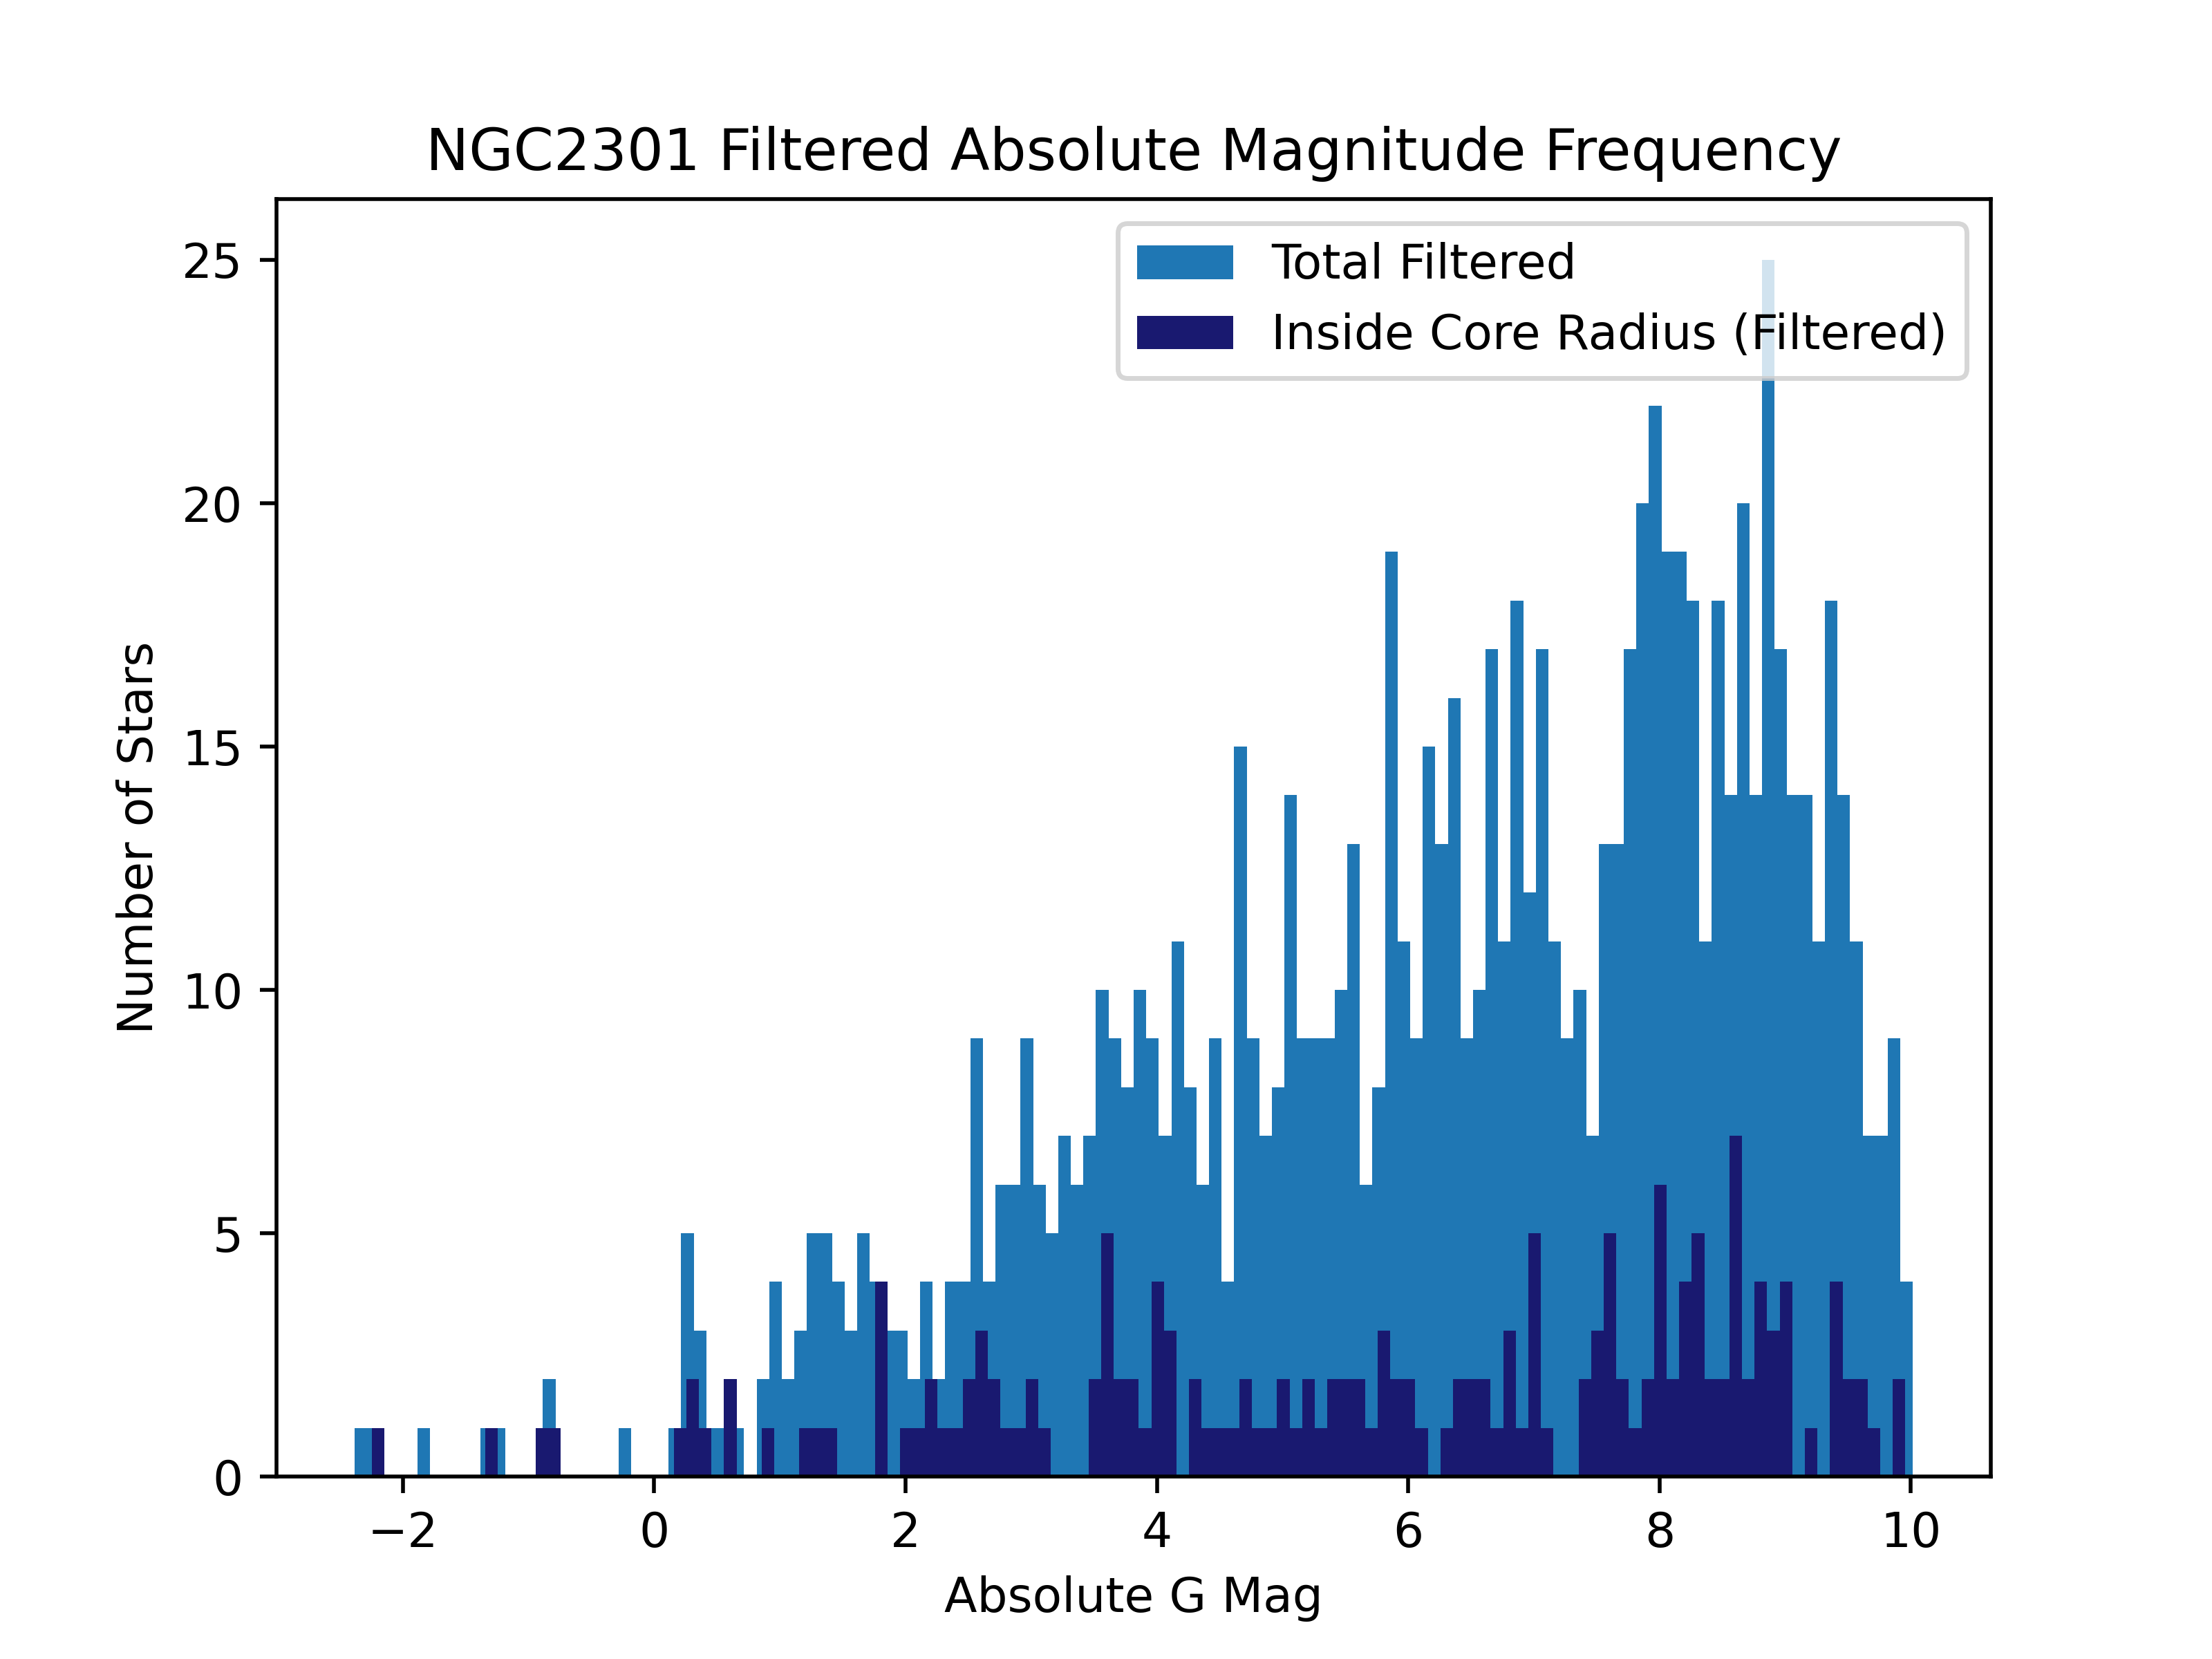 NGC2301 Filtered Absolute Magnitude Frequency
Total Filtered
Inside Core Radius (Filtered)
25
20
15
10
5
0
Number of Stars
−2 0 2 4 6 8 10
Absolute G Mag